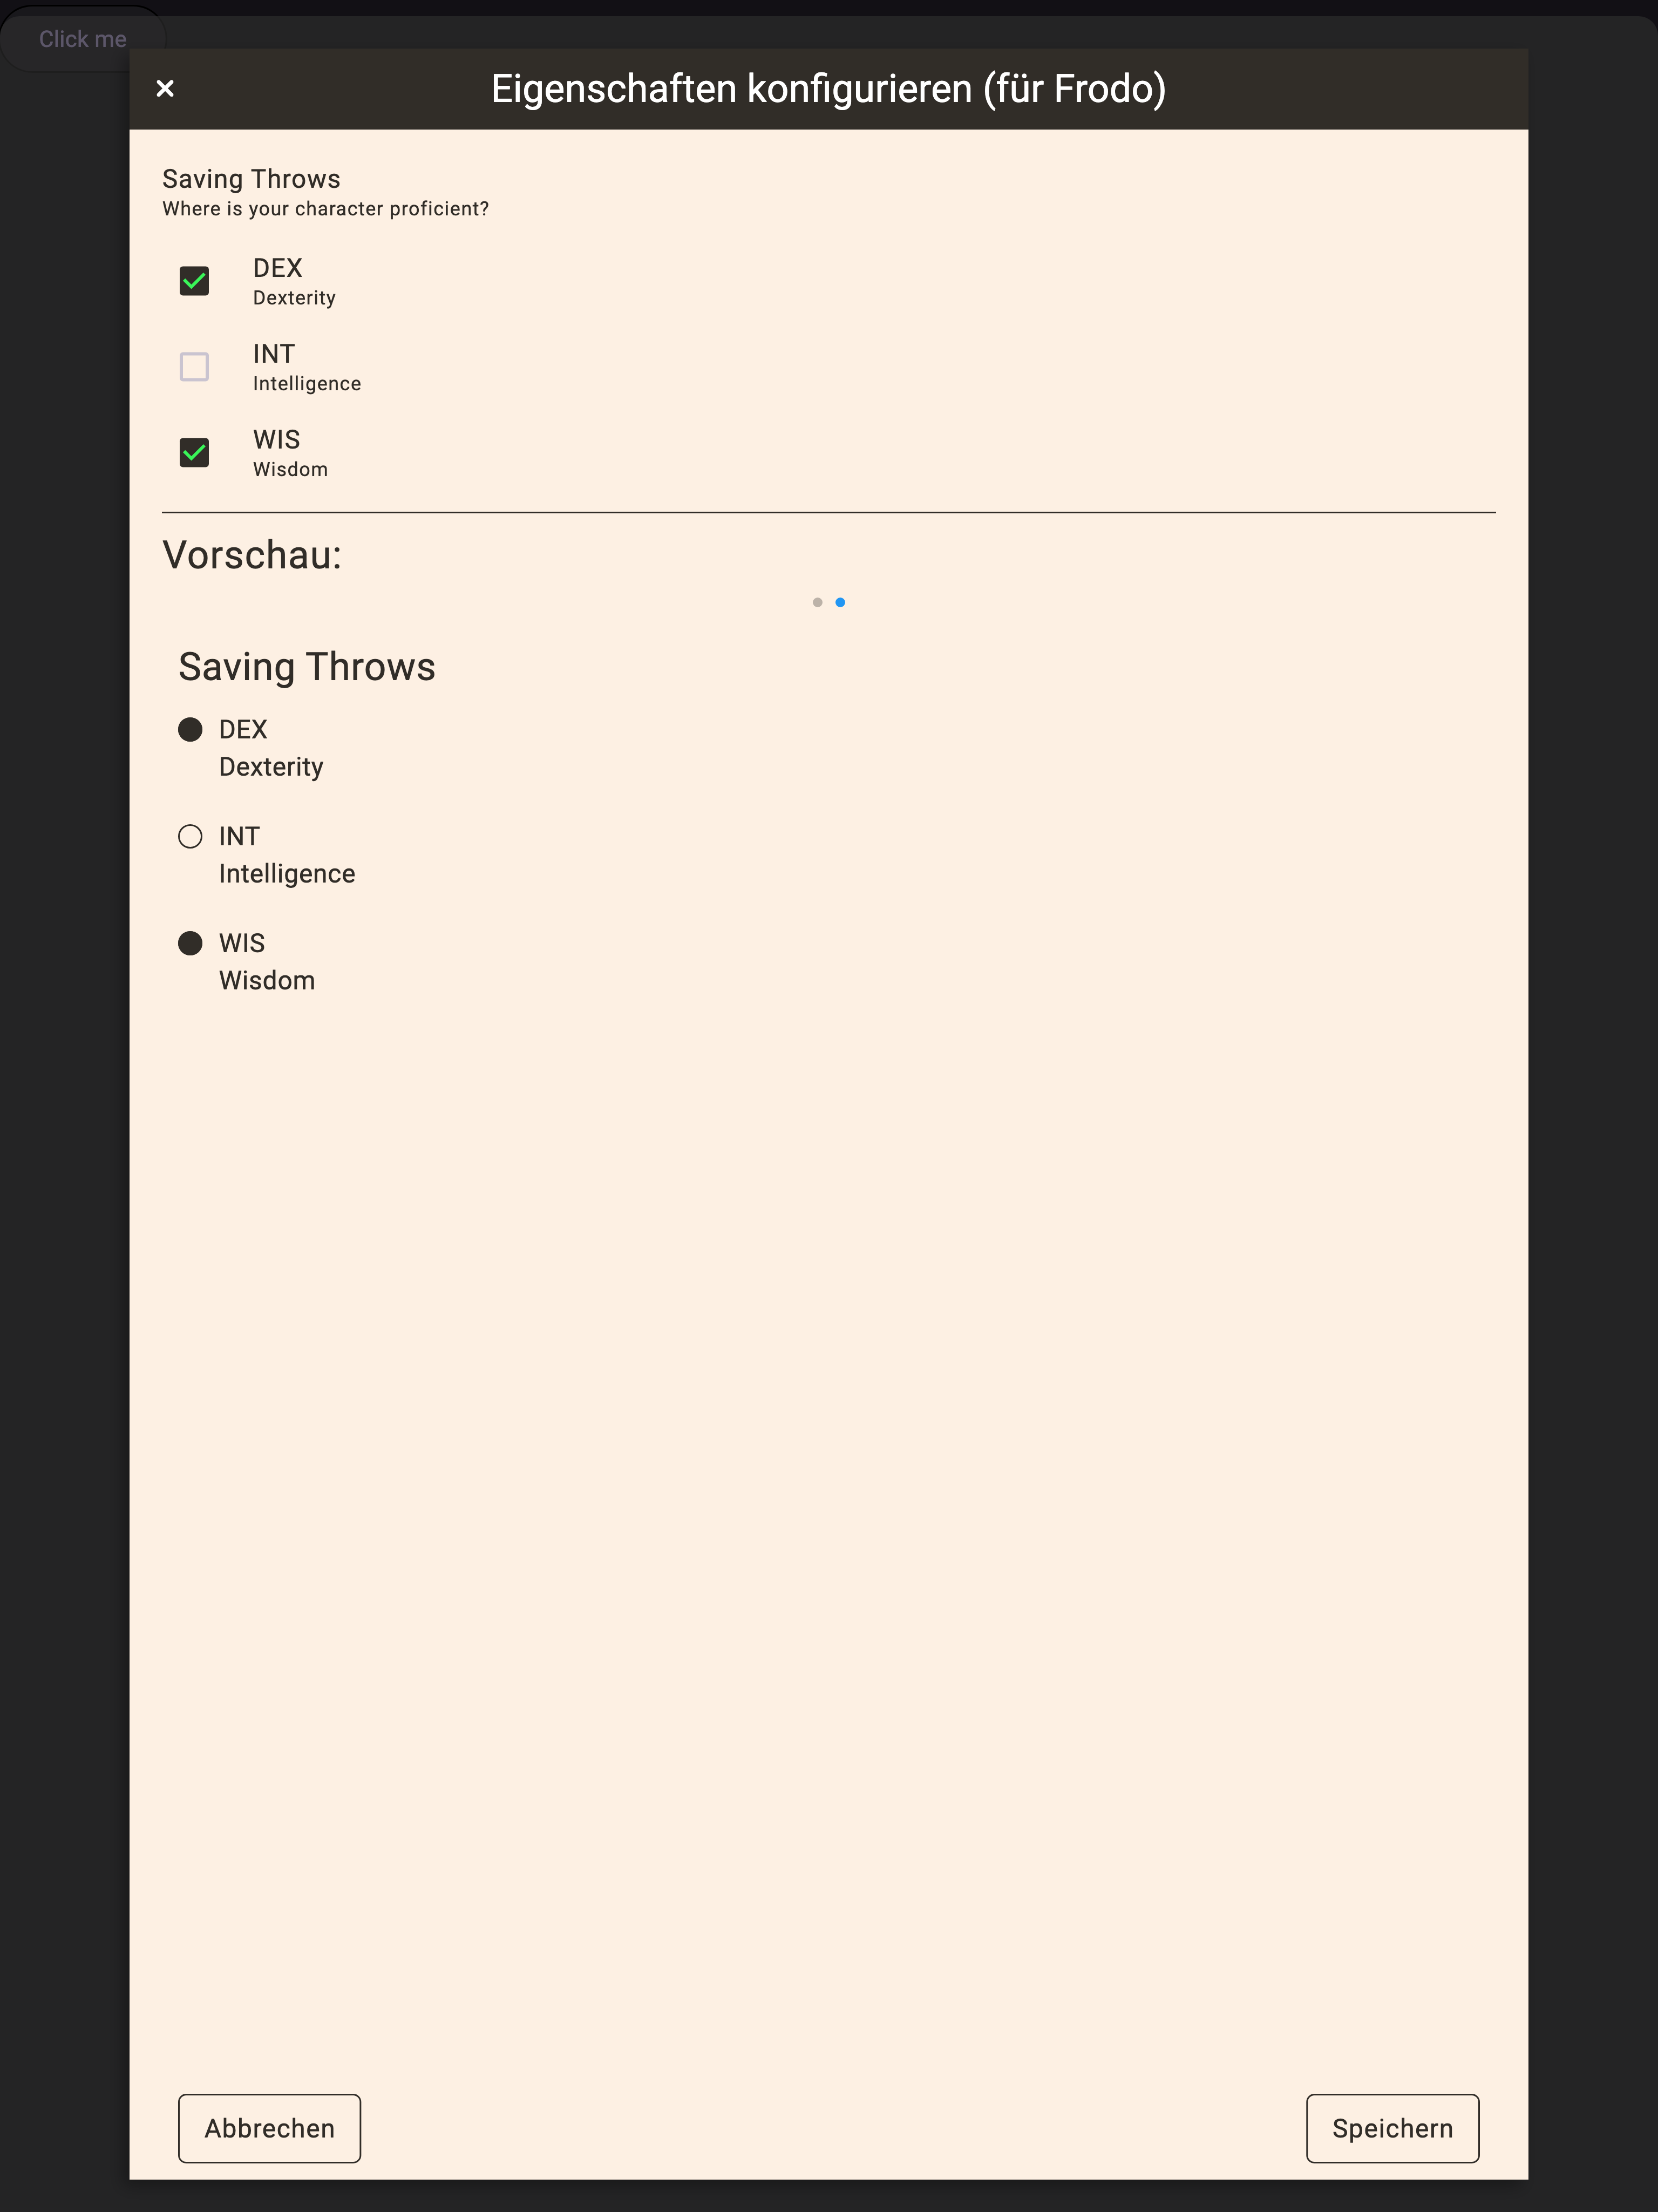 Click me
Eigenschaften konfigurieren (für Frodo)
Saving Throws
Where is your character proficient?
DEX
Dexterity
INT
Intelligence
WIS
Wisdom
Vorschau:
Saving Throws
DEX
Dexterity
INT
Intelligence
WIS
Wisdom
Abbrechen
Speichern